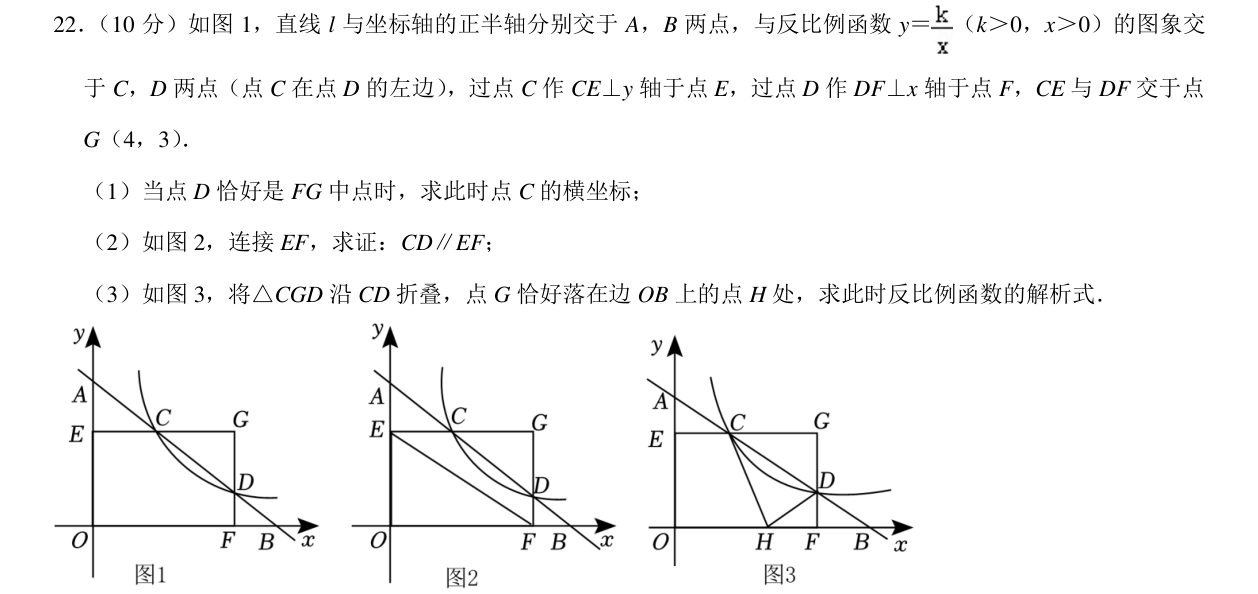 22.（10 分）如图 1，直线 l 与坐标轴的正半轴分别交于 A，B 两点，与反比例函数 y=k/x（k＞0，x＞0）的图象交
于 C，D 两点（点 C 在点 D 的左边），过点 C 作 CE⊥y 轴于点 E，过点 D 作 DF⊥x 轴于点 F，CE 与 DF 交于点
G（4，3）.
（1）当点 D 恰好是 FG 中点时，求此时点 C 的横坐标；
（2）如图 2，连接 EF，求证：CD∥EF；
（3）如图 3，将△CGD 沿 CD 折叠，点 G 恰好落在边 OB 上的点 H 处，求此时反比例函数的解析式.
y
A
C
G
E
D
O
F
B
x
图1
y
A
C
G
E
D
O
F
B
x
图2
y
A
C
G
E
D
O
H
F
B
x
图3